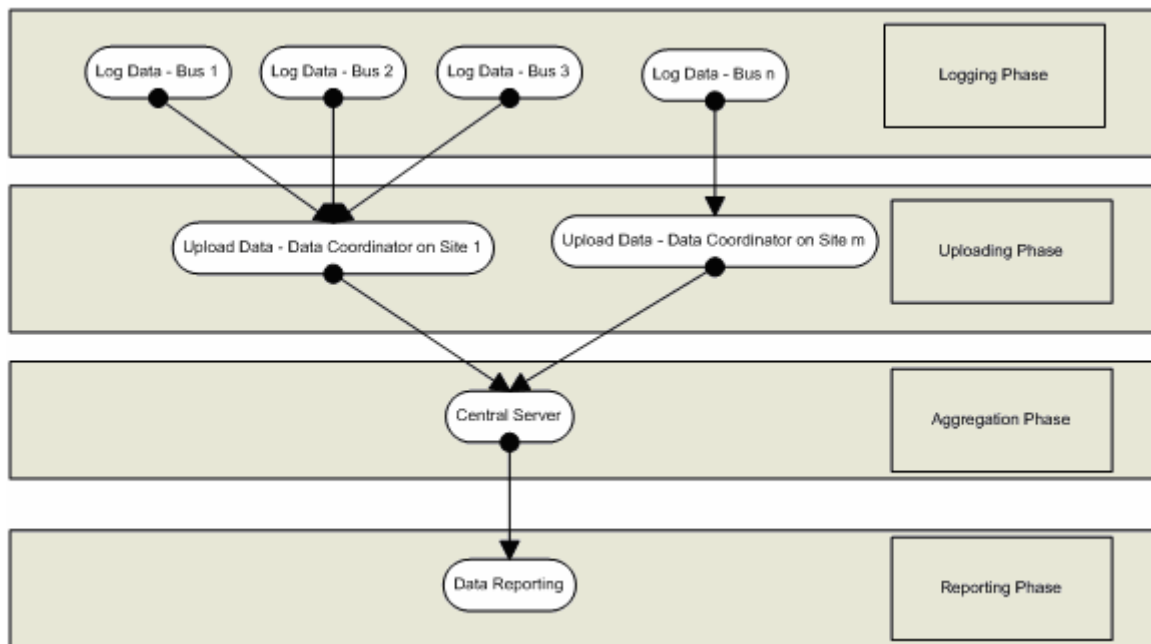 Log Data - Bus 1
Log Data - Bus 2
Log Data - Bus 3
Log Data - Bus n
Logging Phase
Upload Data - Data Coordinator on Site 1
Upload Data - Data Coordinator on Site m
Uploading Phase
Central Server
Aggregation Phase
Data Reporting
Reporting Phase